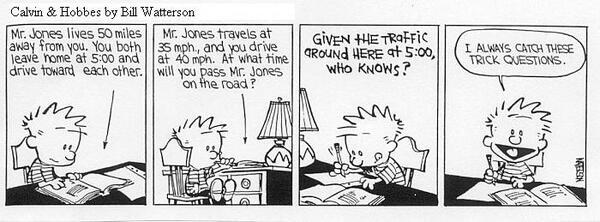 Calvin & Hobbes by Bill Watterson
Mr. Jones lives 50 miles
away from you. You both
leave home at 5:00 and
drive toward each other.
Mr. Jones travels at
35 mph., and you drive
at 40 mph. At what time
will you pass Mr. Jones
on the road?
GIVEN THE TRAFFIC
AROUND HERE AT 5:00,
WHO KNOWS?
I ALWAYS CATCH THESE
TRICK QUESTIONS.